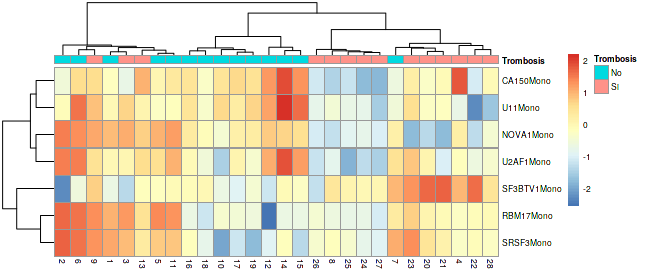 Trombosis
CA150Mono
U11Mono
NOVA1Mono
U2AF1Mono
SF3BTV1Mono
RBM17Mono
SRSF3Mono
2 6 9 1 3 13 5 11 16 18 10 17 19 12 14 15 26 8 25 24 27 7 23 20 21 4 22 28
2
1
0
-1
-2
Trombosis
No
SI